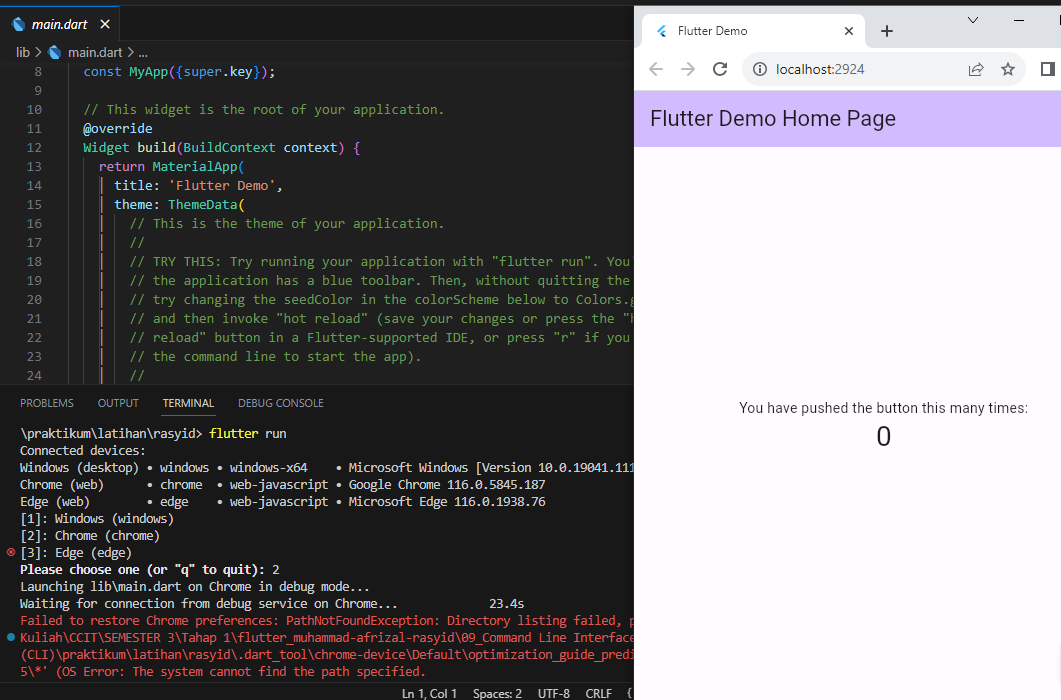 main.dart
lib > main.dart > ...
8 const MyApp({super.key});
9
10 // This widget is the root of your application.
11 @override
12 Widget build(BuildContext context) {
13 return MaterialApp(
14 title: 'Flutter Demo',
15 theme: ThemeData(
16 // This is the theme of your application.
17 //
18 // TRY THIS: Try running your application with "flutter run". You'
19 // the application has a blue toolbar. Then, without quitting the
20 // try changing the seedColor in the colorScheme below to Colors.g
21 // and then invoke "hot reload" (save your changes or press the "h
22 // reload" button in a Flutter-supported IDE, or press "r" if you
23 // the command line to start the app).
24 //
PROBLEMS OUTPUT TERMINAL DEBUG CONSOLE
\praktikum\latihan\rasyid> flutter run
Connected devices:
Windows (desktop) • windows • windows-x64 • Microsoft Windows [Version 10.0.19041.111
Chrome (web) • chrome • web-javascript • Google Chrome 116.0.5845.187
Edge (web) • edge • web-javascript • Microsoft Edge 116.0.1938.76
[1]: Windows (windows)
[2]: Chrome (chrome)
[3]: Edge (edge)
Please choose one (or "q" to quit): 2
Launching lib\main.dart on Chrome in debug mode...
Waiting for connection from debug service on Chrome... 23.4s
Failed to restore Chrome preferences: PathNotFoundException: Directory listing failed, p
Kuliah\CCIT\SEMESTER 3\Tahap 1\flutter_muhammad-afrizal-rasyid\09_Command Line Interface
(CLI)\praktikum\latihan\rasyid\.dart_tool\chrome-device\Default\optimization_guide_predi
5\*' (OS Error: The system cannot find the path specified.
Ln 1, Col 1 Spaces: 2 UTF-8 CRLF {
Flutter Demo
localhost:2924
Flutter Demo Home Page
You have pushed the button this many times:
0